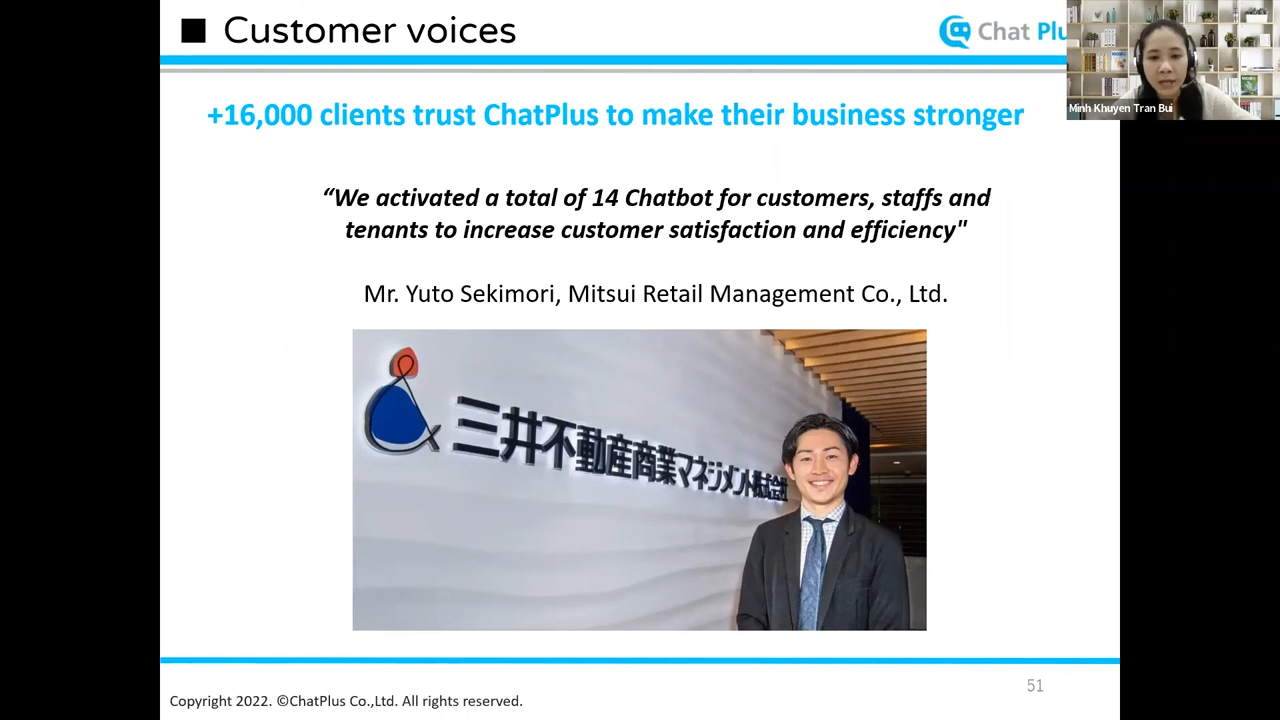 ■ Customer voices
Chat Plu
Minh Khuyen Tran Bui
+16,000 clients trust ChatPlus to make their business stronger
“We activated a total of 14 Chatbot for customers, staffs and
tenants to increase customer satisfaction and efficiency"
Mr. Yuto Sekimori, Mitsui Retail Management Co., Ltd.
三井不動産商業マネジメント株式会社
51
Copyright 2022. ©ChatPlus Co.,Ltd. All rights reserved.